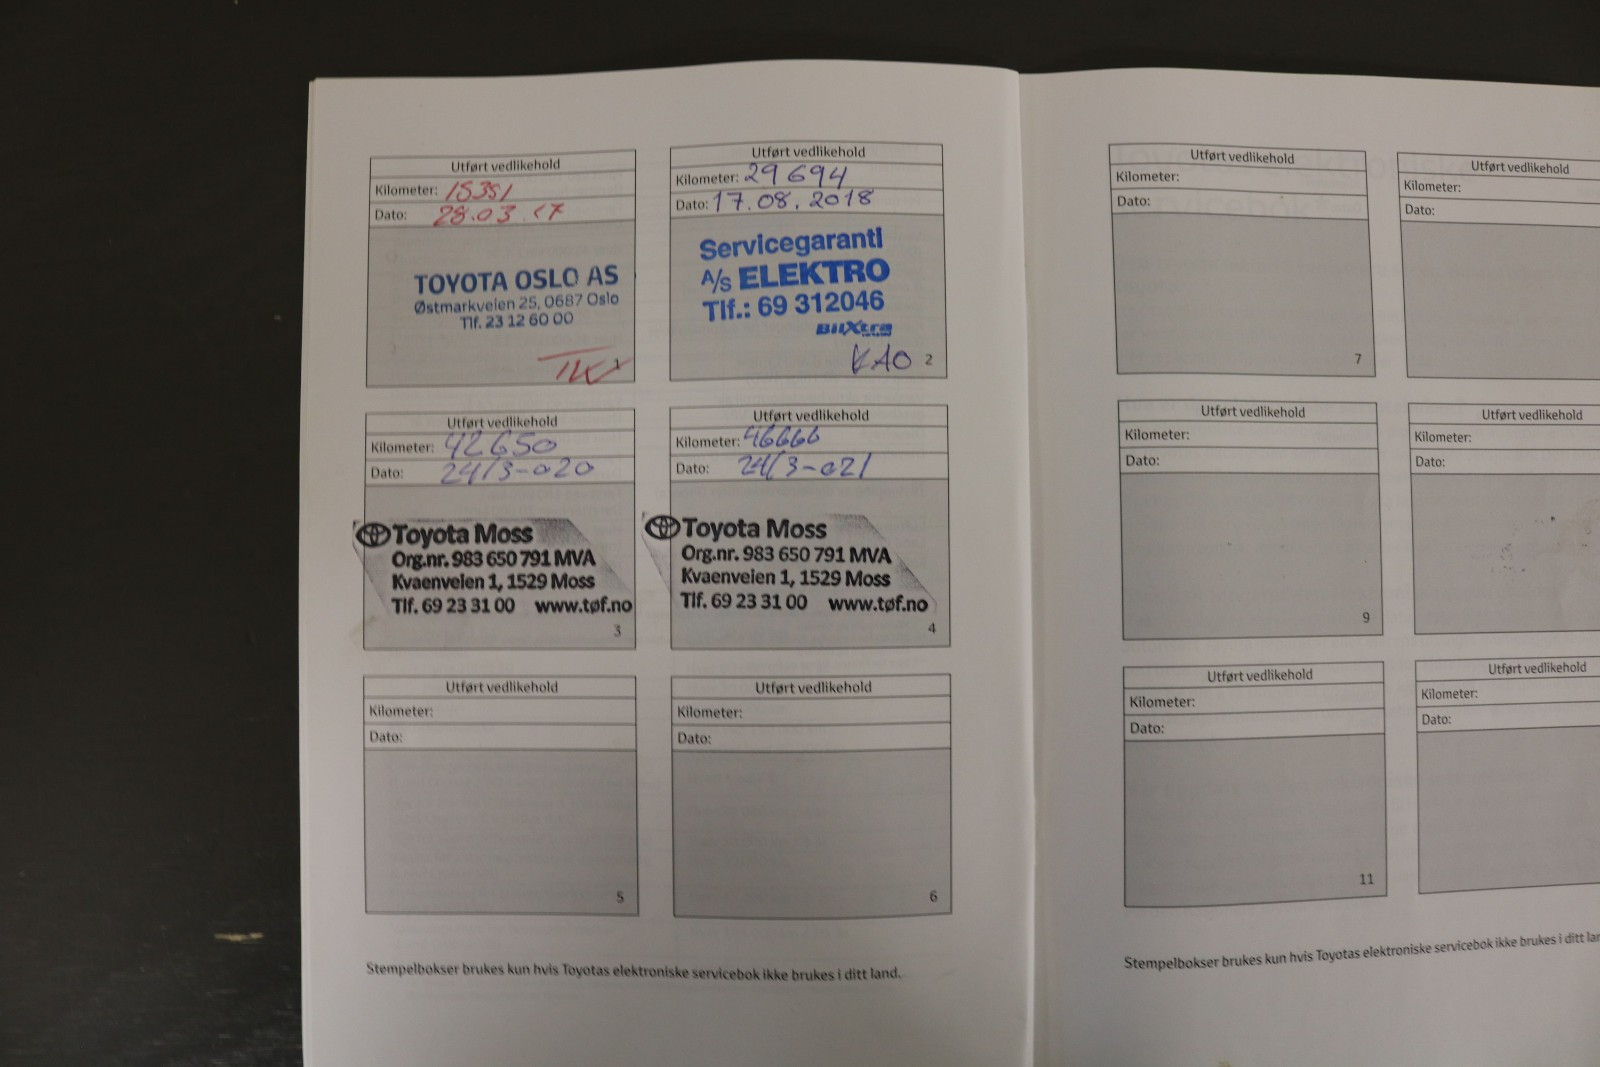 Utført vedlikehold
Kilometer: 15351
Dato: 28.03.17
TOYOTA OSLO AS
Østmarkveien 25, 0687 Oslo
Tlf. 23 12 60 00
1
Utført vedlikehold
Kilometer: 29 694
Dato: 17.08.2018
Servicegaranti
A/s ELEKTRO
Tlf.: 69 312046
BilXtra
KAO 2
Utført vedlikehold
Kilometer: 42650
Dato: 24/3-020
Toyota Moss
Org.nr. 983 650 791 MVA
Kvaenveien 1, 1529 Moss
Tlf. 69 23 31 00 www.tøf.no
3
Utført vedlikehold
Kilometer: 46666
Dato: 24/3-021
Toyota Moss
Org.nr. 983 650 791 MVA
Kvaenveien 1, 1529 Moss
Tlf. 69 23 31 00 www.tøf.no
4
Utført vedlikehold
Kilometer:
Dato:
5
Utført vedlikehold
Kilometer:
Dato:
6
Stempelbokser brukes kun hvis Toyotas elektroniske servicebok ikke brukes i ditt land.
Utført vedlikehold
Kilometer:
Dato:
7
Utført vedlikehold
Kilometer:
Dato:
Utført vedlikehold
Kilometer:
Dato:
9
Utført vedlikehold
Kilometer:
Dato:
Utført vedlikehold
Kilometer:
Dato:
11
Utført vedlikehold
Kilometer:
Dato:
Stempelbokser brukes kun hvis Toyotas elektroniske servicebok ikke brukes i ditt